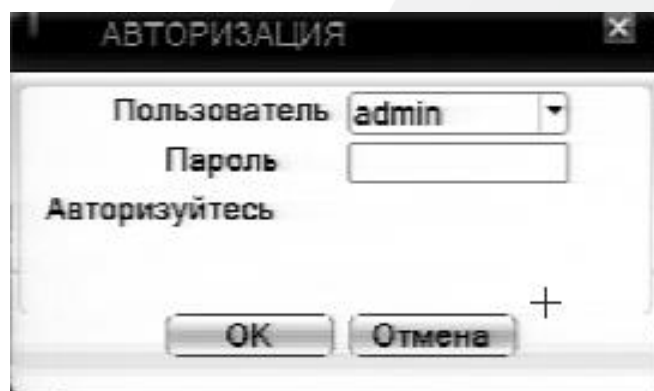 АВТОРИЗАЦИЯ
Пользователь admin
Пароль
Авторизуйтесь
OK Отмена